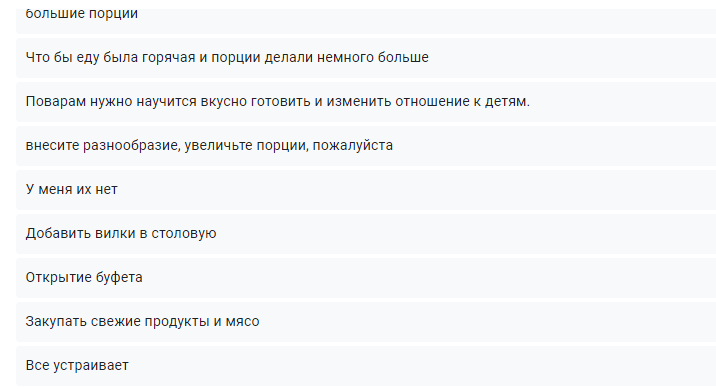 большие порции
Что бы еду была горячая и порции делали немного больше
Поварам нужно научится вкусно готовить и изменить отношение к детям.
внесите разнообразие, увеличьте порции, пожалуйста
У меня их нет
Добавить вилки в столовую
Открытие буфета
Закупать свежие продукты и мясо
Все устраивает